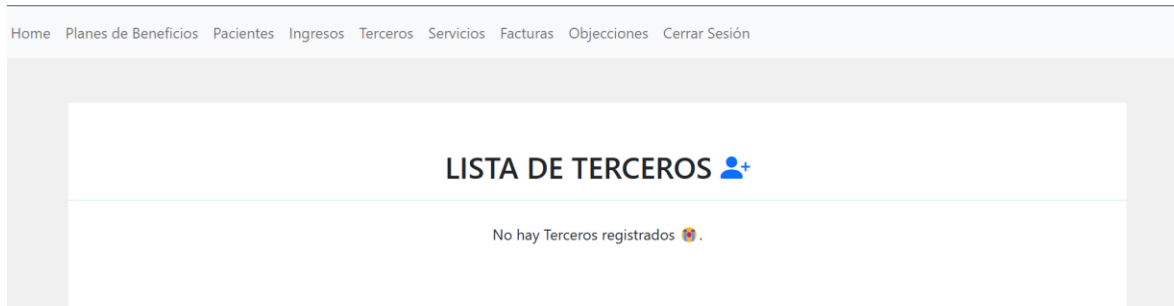 Home Planes de Beneficios Pacientes Ingresos Terceros Servicios Facturas Objecciones Cerrar Sesión
LISTA DE TERCEROS
No hay Terceros registrados 😭.